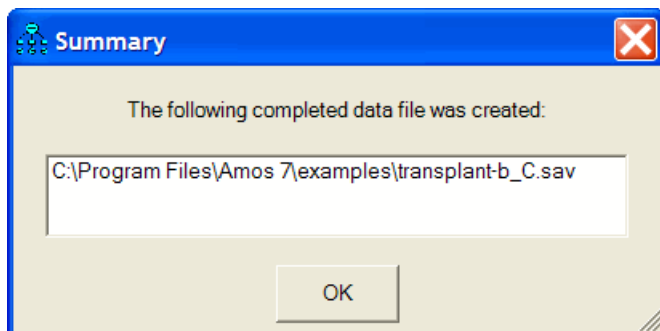 Summary
The following completed data file was created:
C:\Program Files\Amos 7\examples\transplant-b_C.sav
OK